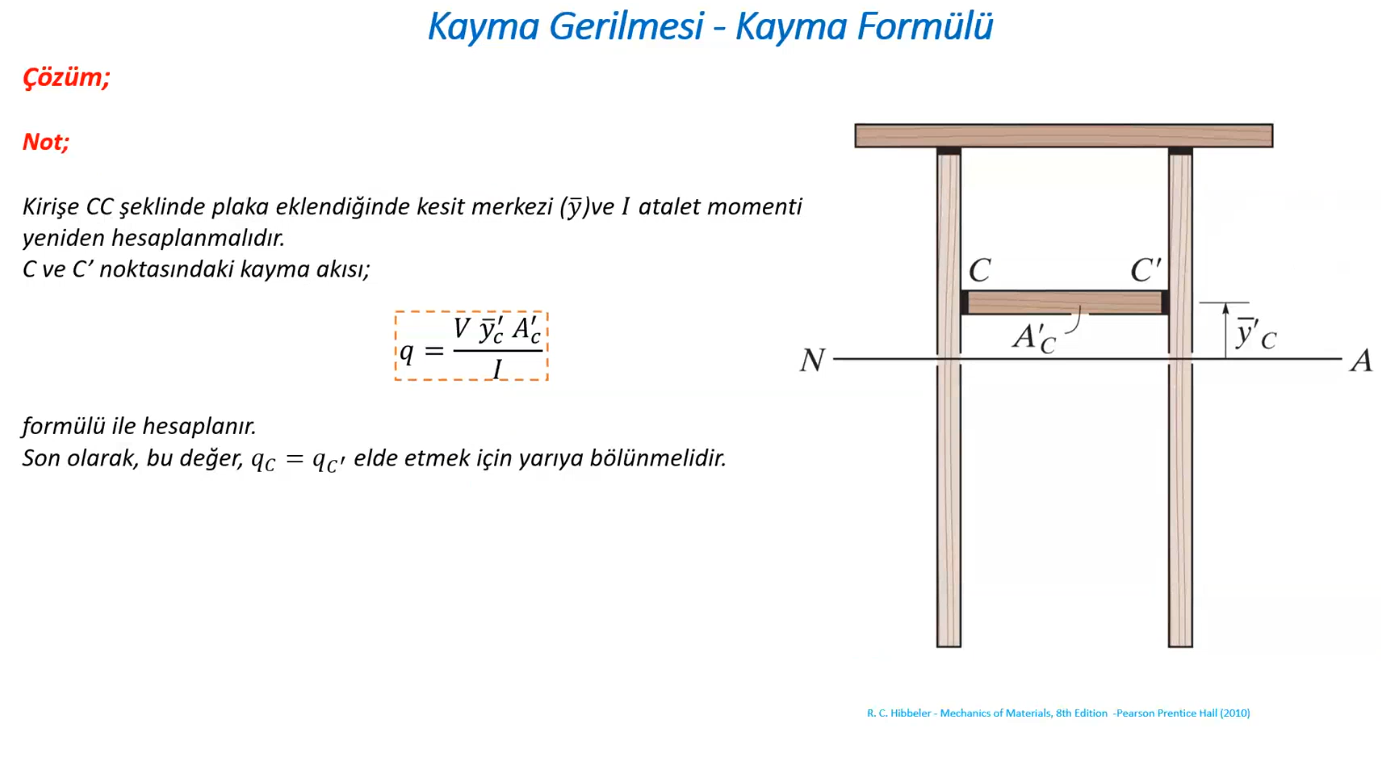 Kayma Gerilmesi - Kayma Formülü
Çözüm;
Not;
Kirişe CC şeklinde plaka eklendiğinde kesit merkezi (y̅)ve I atalet momenti
yeniden hesaplanmalıdır.
C ve C’ noktasındaki kayma akısı;
q = V y̅′c A′c / I
formülü ile hesaplanır.
Son olarak, bu değer, qC = qC′ elde etmek için yarıya bölünmelidir.
C C′
A′C y̅′C
N A
R. C. Hibbeler - Mechanics of Materials, 8th Edition -Pearson Prentice Hall (2010)